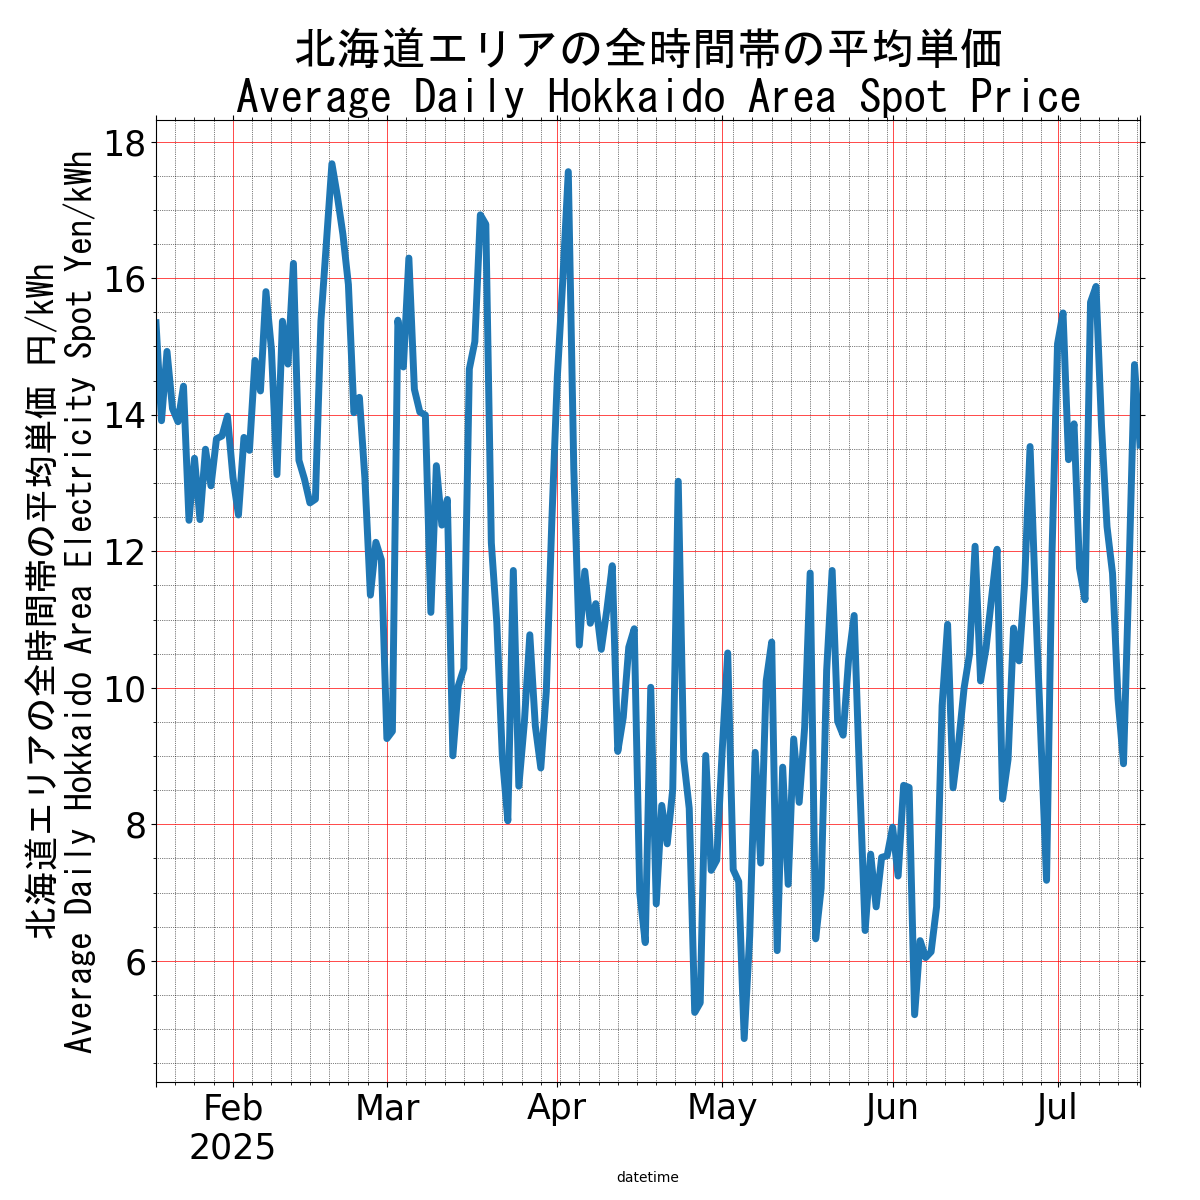 北海道エリアの全時間帯の平均単価
Average Daily Hokkaido Area Spot Price
北海道エリアの全時間帯の平均単価 円/kWh
Average Daily Hokkaido Area Electricity Spot Yen/kWh
18
16
14
12
10
8
6
Feb
2025
Mar
Apr
May
Jun
Jul
datetime